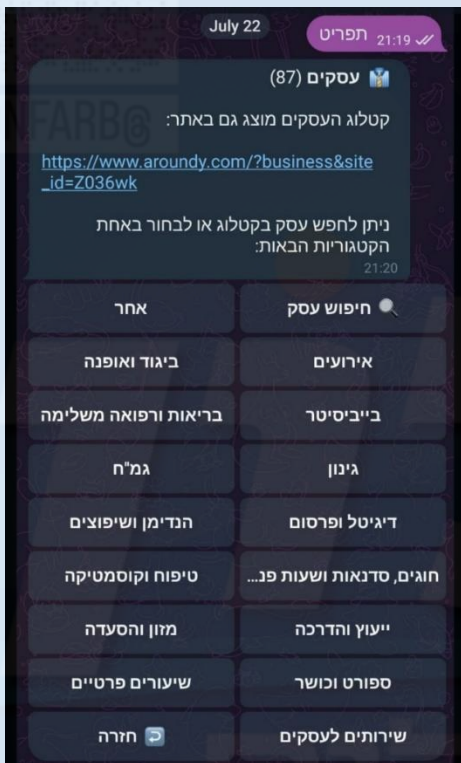 July 22
תפריט 21:19
עסקים (87)
קטלוג העסקים מוצג גם באתר:
https://www.aroundy.com/?business&site
_id=Z036wk
ניתן לחפש עסק בקטלוג או לבחור באחת
הקטגוריות הבאות:
21:20
חיפוש עסק
אחר
אירועים
ביגוד ואופנה
בייביסיטר
בריאות ורפואה משלימה
גינון
גמ"ח
דיגיטל ופרסום
הנדימן ושיפוצים
חוגים, סדנאות ושעות פנ...
טיפוח וקוסמטיקה
ייעוץ והדרכה
מזון והסעדה
ספורט וכושר
שיעורים פרטיים
שירותים לעסקים
חזרה